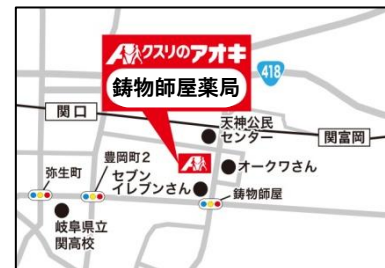 クスリのアオキ
鋳物師屋薬局
418
関口
天神公民
センター
関富岡
弥生町
豊岡町2
セブン
イレブンさん
オークワさん
鋳物師屋
岐阜県立
関高校